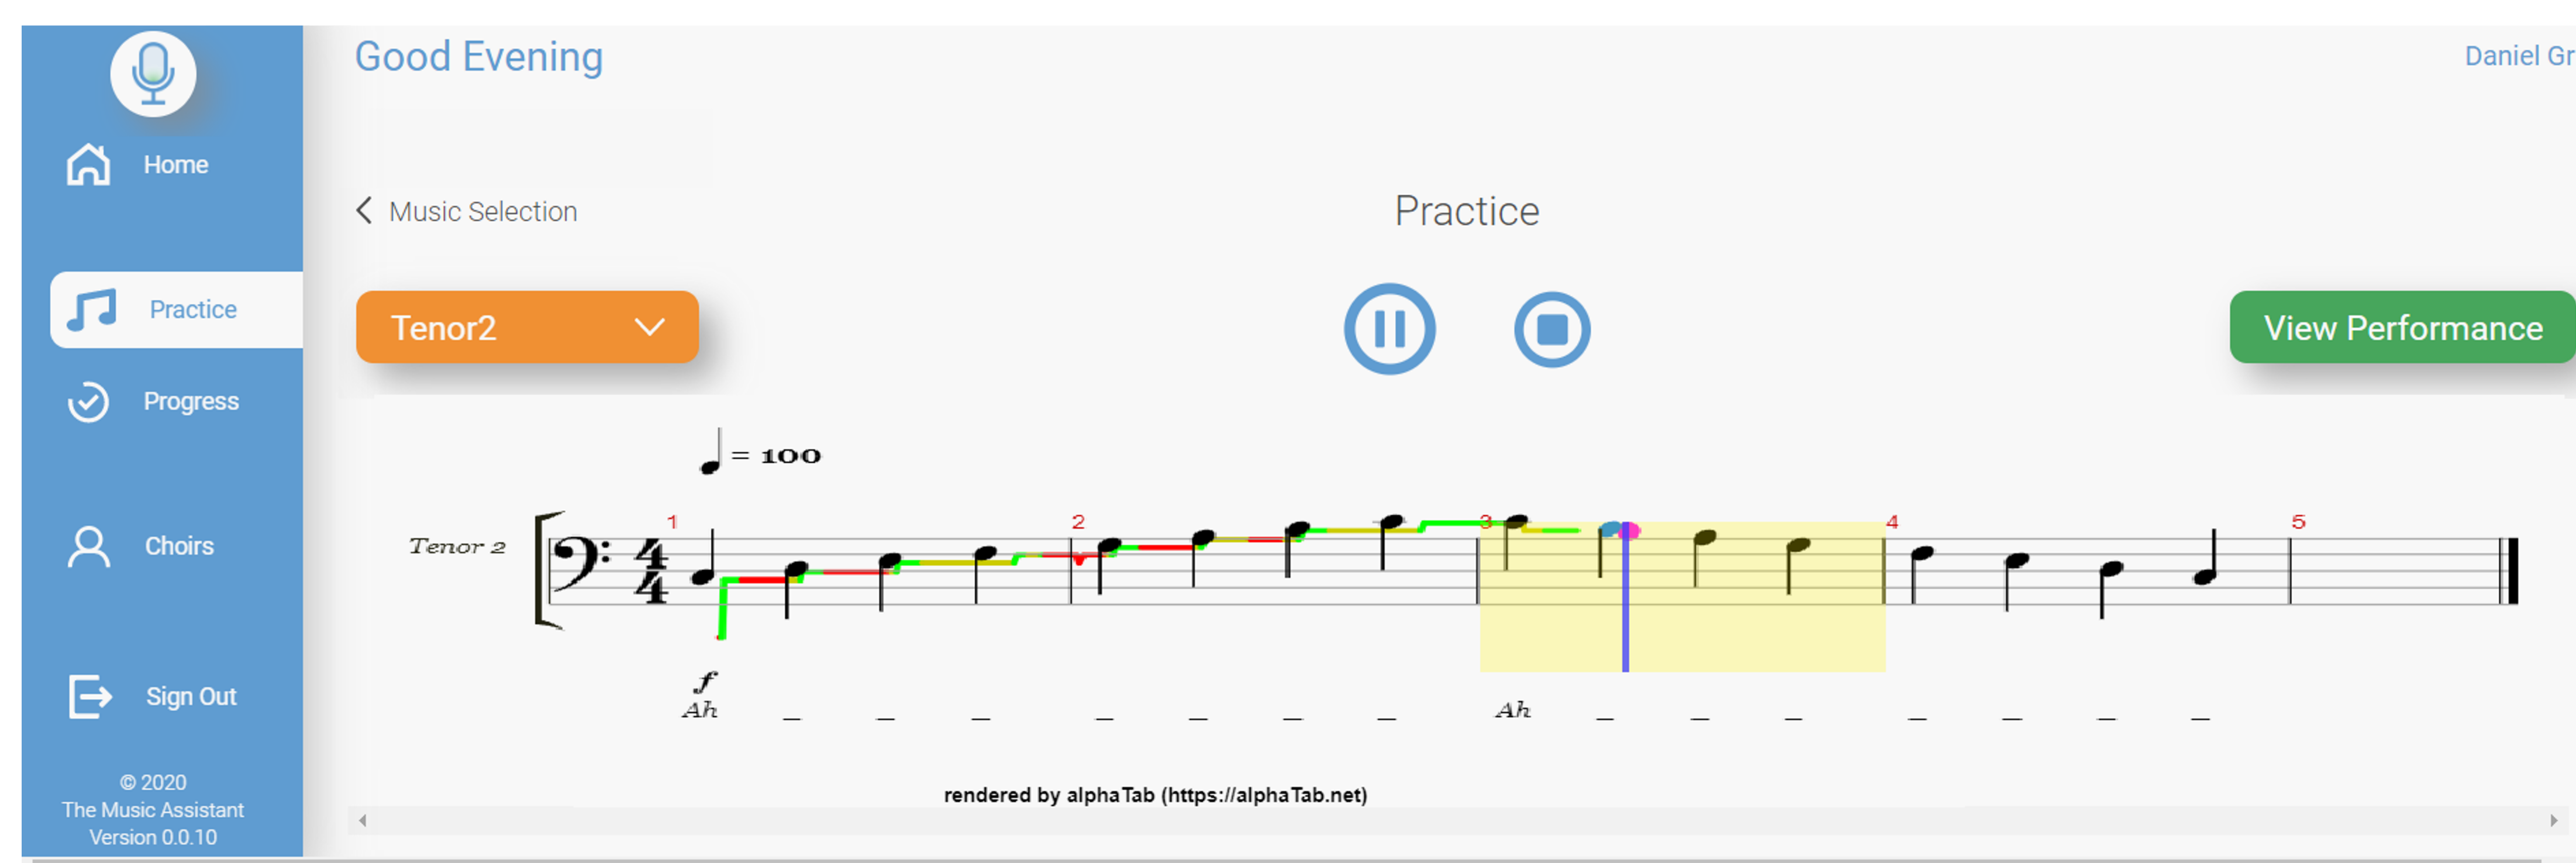 Good Evening
Daniel Gr
Home
Music Selection
Practice
Practice
Tenor2
View Performance
Progress
= 100
1 2 3 4 5
Tenor 2
4
4
Choirs
f
Ah _ _ _ _ _ _ _ Ah _ _ _ _ _ _ _
Sign Out
© 2020
The Music Assistant
Version 0.0.10
rendered by alphaTab (https://alphaTab.net)